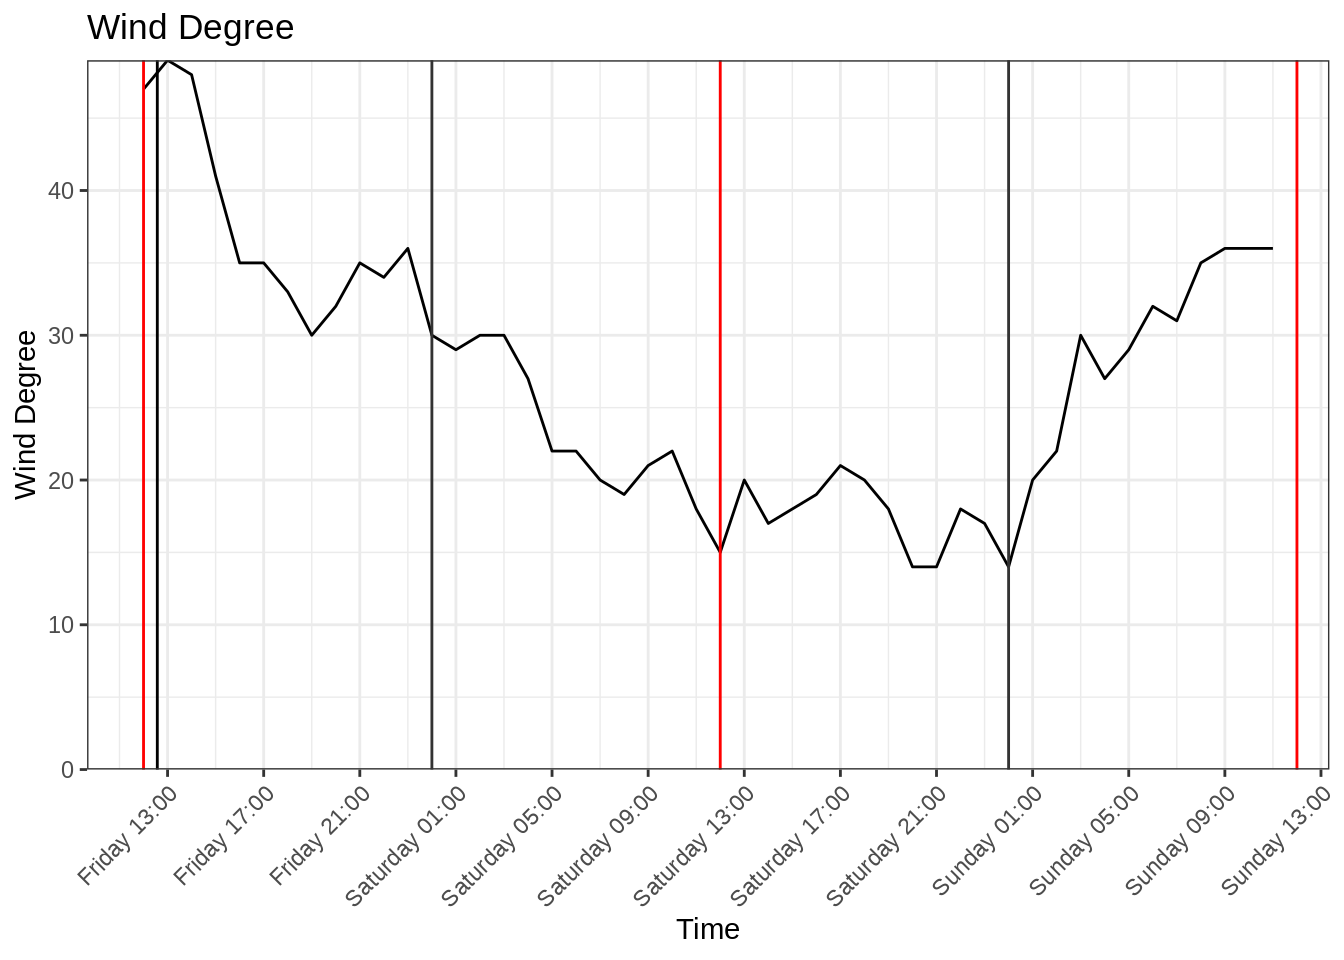 Wind Degree
Wind Degree
40
30
20
10
0
Friday 13:00
Friday 17:00
Friday 21:00
Saturday 01:00
Saturday 05:00
Saturday 09:00
Saturday 13:00
Saturday 17:00
Saturday 21:00
Sunday 01:00
Sunday 05:00
Sunday 09:00
Sunday 13:00
Time